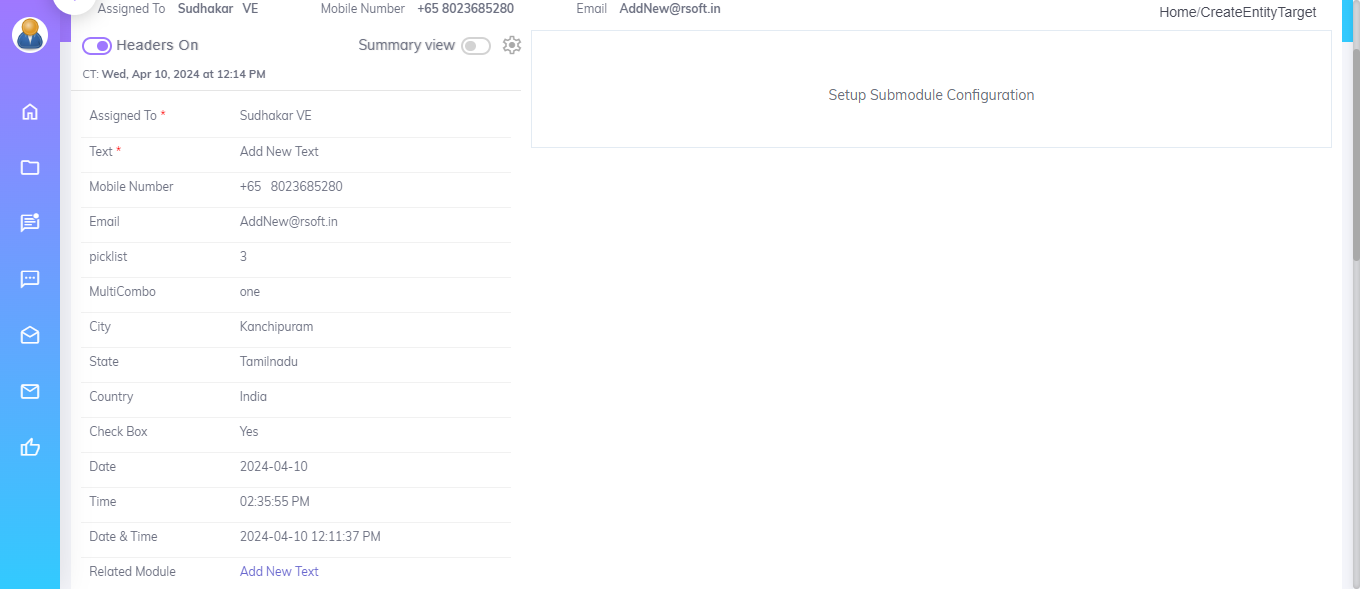 Assigned To Sudhakar VE Mobile Number +65 8023685280 Email AddNew@rsoft.in
Home/CreateEntityTarget
Headers On Summary view
CT: Wed, Apr 10, 2024 at 12:14 PM
Setup Submodule Configuration
Assigned To * Sudhakar VE
Text * Add New Text
Mobile Number +65 8023685280
Email AddNew@rsoft.in
picklist 3
MultiCombo one
City Kanchipuram
State Tamilnadu
Country India
Check Box Yes
Date 2024-04-10
Time 02:35:55 PM
Date & Time 2024-04-10 12:11:37 PM
Related Module Add New Text